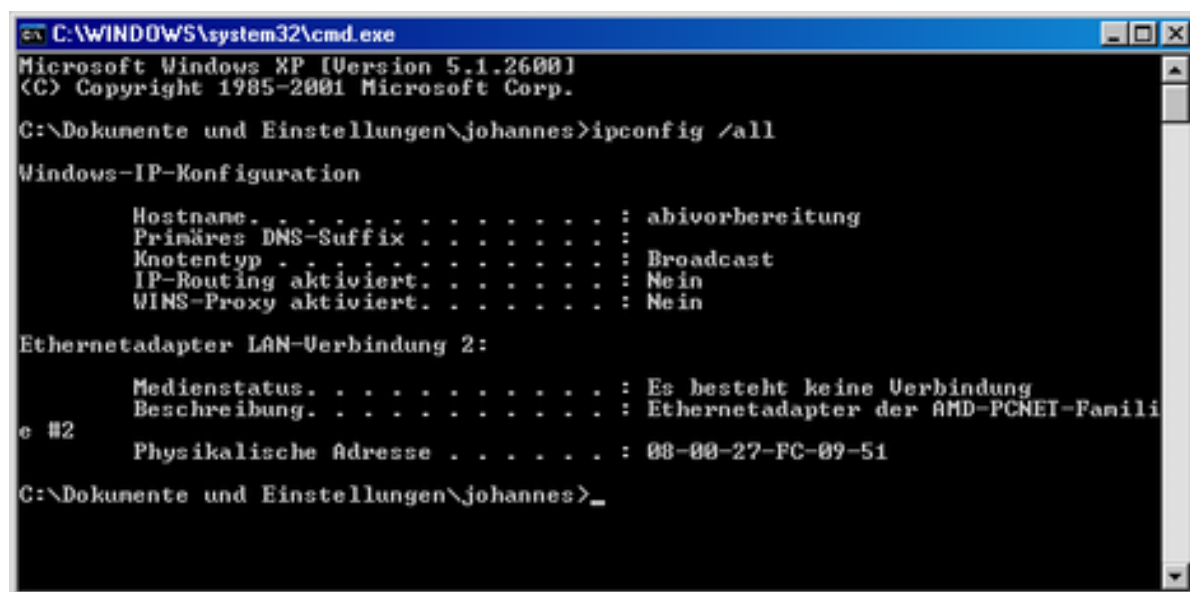 C:\WINDOWS\system32\cmd.exe
Microsoft Windows XP [Version 5.1.2600]
(C) Copyright 1985-2001 Microsoft Corp.
C:\Dokumente und Einstellungen\johannes>ipconfig /all
Windows-IP-Konfiguration
Hostname. . . . . . . . . . . . . : abivorbereitung
Primäres DNS-Suffix . . . . . . . :
Knotentyp . . . . . . . . . . . . : Broadcast
IP-Routing aktiviert. . . . . . . : Nein
WINS-Proxy aktiviert. . . . . . . : Nein
Ethernetadapter LAN-Verbindung 2:
Medienstatus. . . . . . . . . . . : Es besteht keine Verbindung
Beschreibung. . . . . . . . . . . : Ethernetadapter der AMD-PCNET-Famili
e #2
Physikalische Adresse . . . . . . : 08-00-27-FC-09-51
C:\Dokumente und Einstellungen\johannes>_